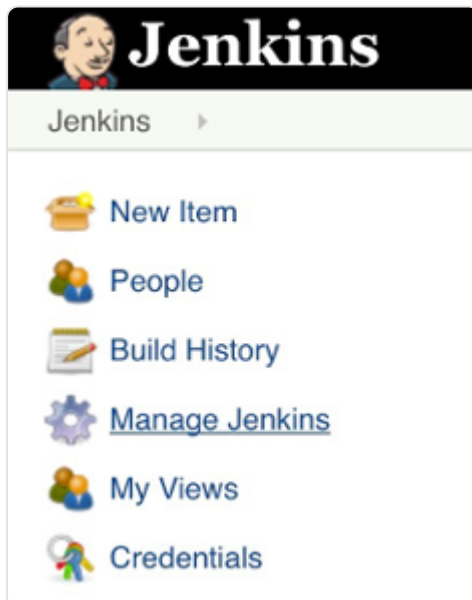 Jenkins
Jenkins
New Item
People
Build History
Manage Jenkins
My Views
Credentials